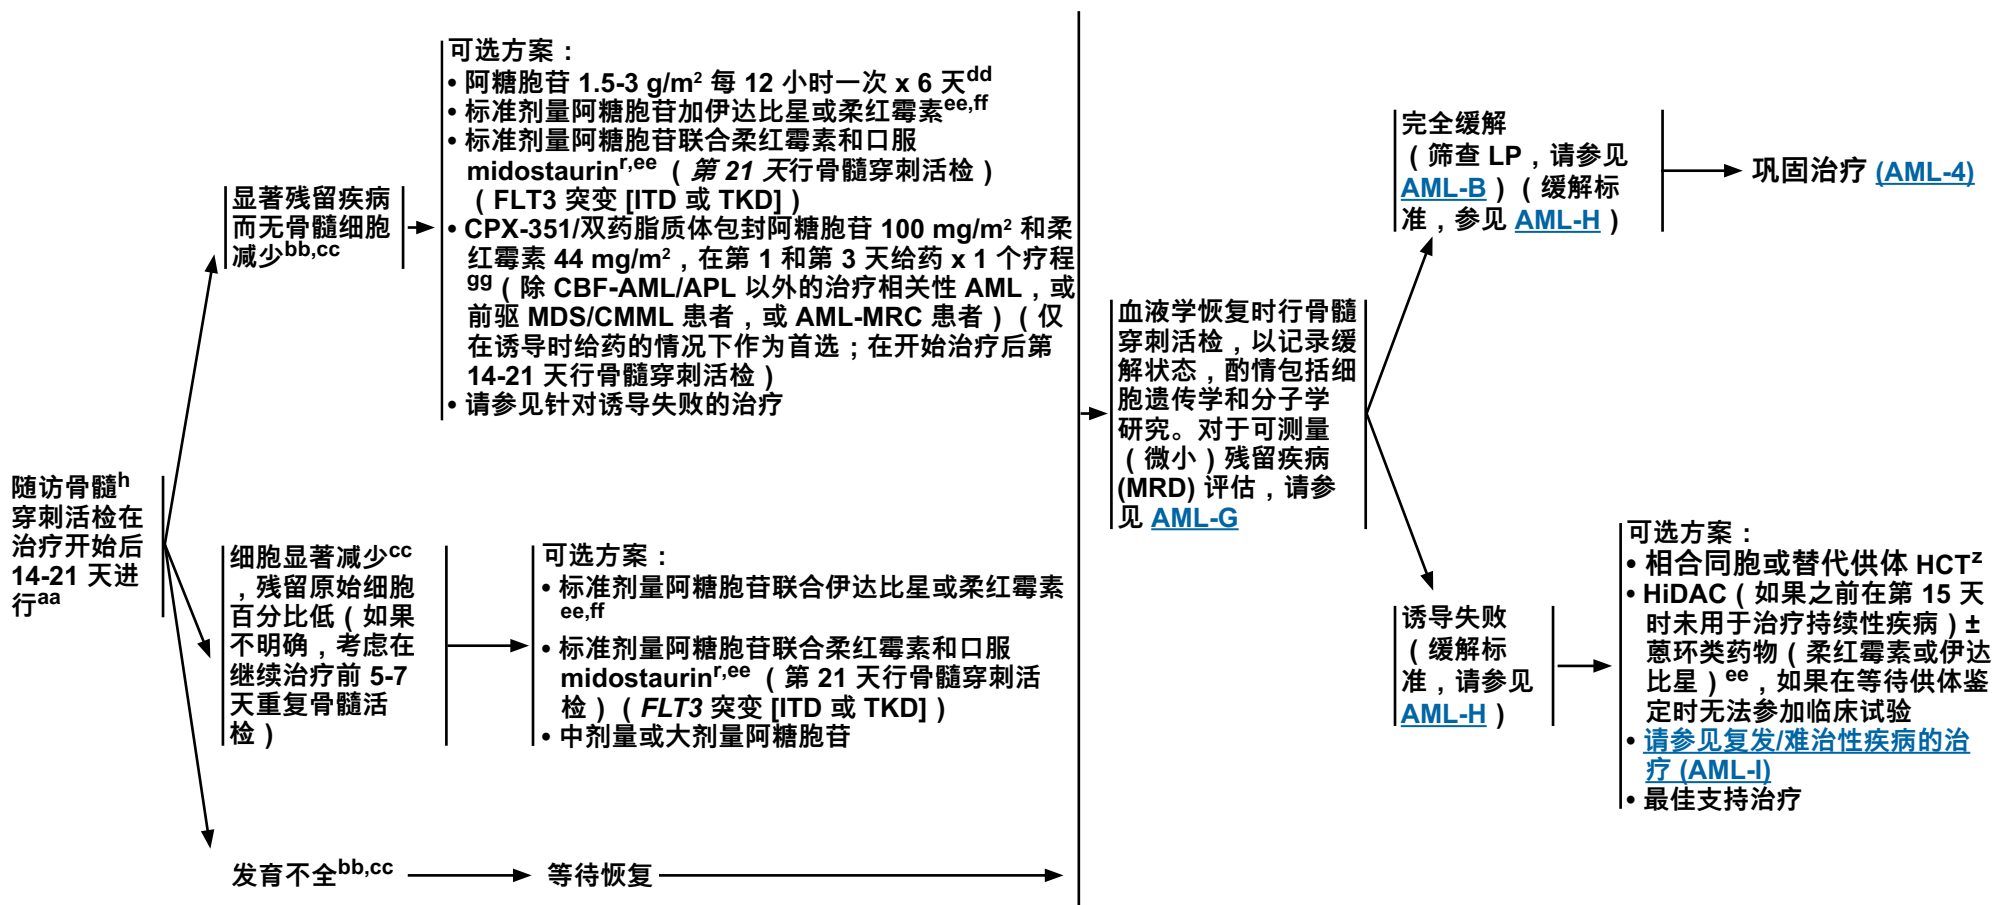 随访骨髓h
穿刺活检在
治疗开始后
14-21 天进
行aa
显著残留疾病
而无骨髓细胞
减少bb,cc
可选方案：
• 阿糖胞苷 1.5-3 g/m² 每 12 小时一次 x 6 天dd
• 标准剂量阿糖胞苷加伊达比星或柔红霉素ee,ff
• 标准剂量阿糖胞苷联合柔红霉素和口服
midostaurinr,ee（第 21 天行骨髓穿刺活检）
（FLT3 突变 [ITD 或 TKD]）
• CPX-351/双药脂质体包封阿糖胞苷 100 mg/m² 和柔
红霉素 44 mg/m²，在第 1 和第 3 天给药 x 1 个疗程
gg（除 CBF-AML/APL 以外的治疗相关性 AML，或
前驱 MDS/CMML 患者，或 AML-MRC 患者）（仅
在诱导时给药的情况下作为首选；在开始治疗后第
14-21 天行骨髓穿刺活检）
• 请参见针对诱导失败的治疗
细胞显著减少cc
，残留原始细胞
百分比低（如果
不明确，考虑在
继续治疗前 5-7
天重复骨髓活
检）
可选方案：
• 标准剂量阿糖胞苷联合伊达比星或柔红霉素
ee,ff
• 标准剂量阿糖胞苷联合柔红霉素和口服
midostaurinr,ee（第 21 天行骨髓穿刺活
检）（FLT3 突变 [ITD 或 TKD]）
• 中剂量或大剂量阿糖胞苷
发育不全bb,cc
等待恢复
血液学恢复时行骨髓
穿刺活检，以记录缓
解状态，酌情包括细
胞遗传学和分子学
研究。对于可测量
（微小）残留疾病
(MRD) 评估，请参
见 AML-G
完全缓解
（筛查 LP，请参见
AML-B）（缓解标
准，参见 AML-H）
巩固治疗 (AML-4)
诱导失败
（缓解标
准，请参见
AML-H）
可选方案：
• 相合同胞或替代供体 HCTz
• HiDAC（如果之前在第 15 天
时未用于治疗持续性疾病）±
蒽环类药物（柔红霉素或伊达
比星）ee，如果在等待供体鉴
定时无法参加临床试验
• 请参见复发/难治性疾病的治
疗 (AML-I)
• 最佳支持治疗